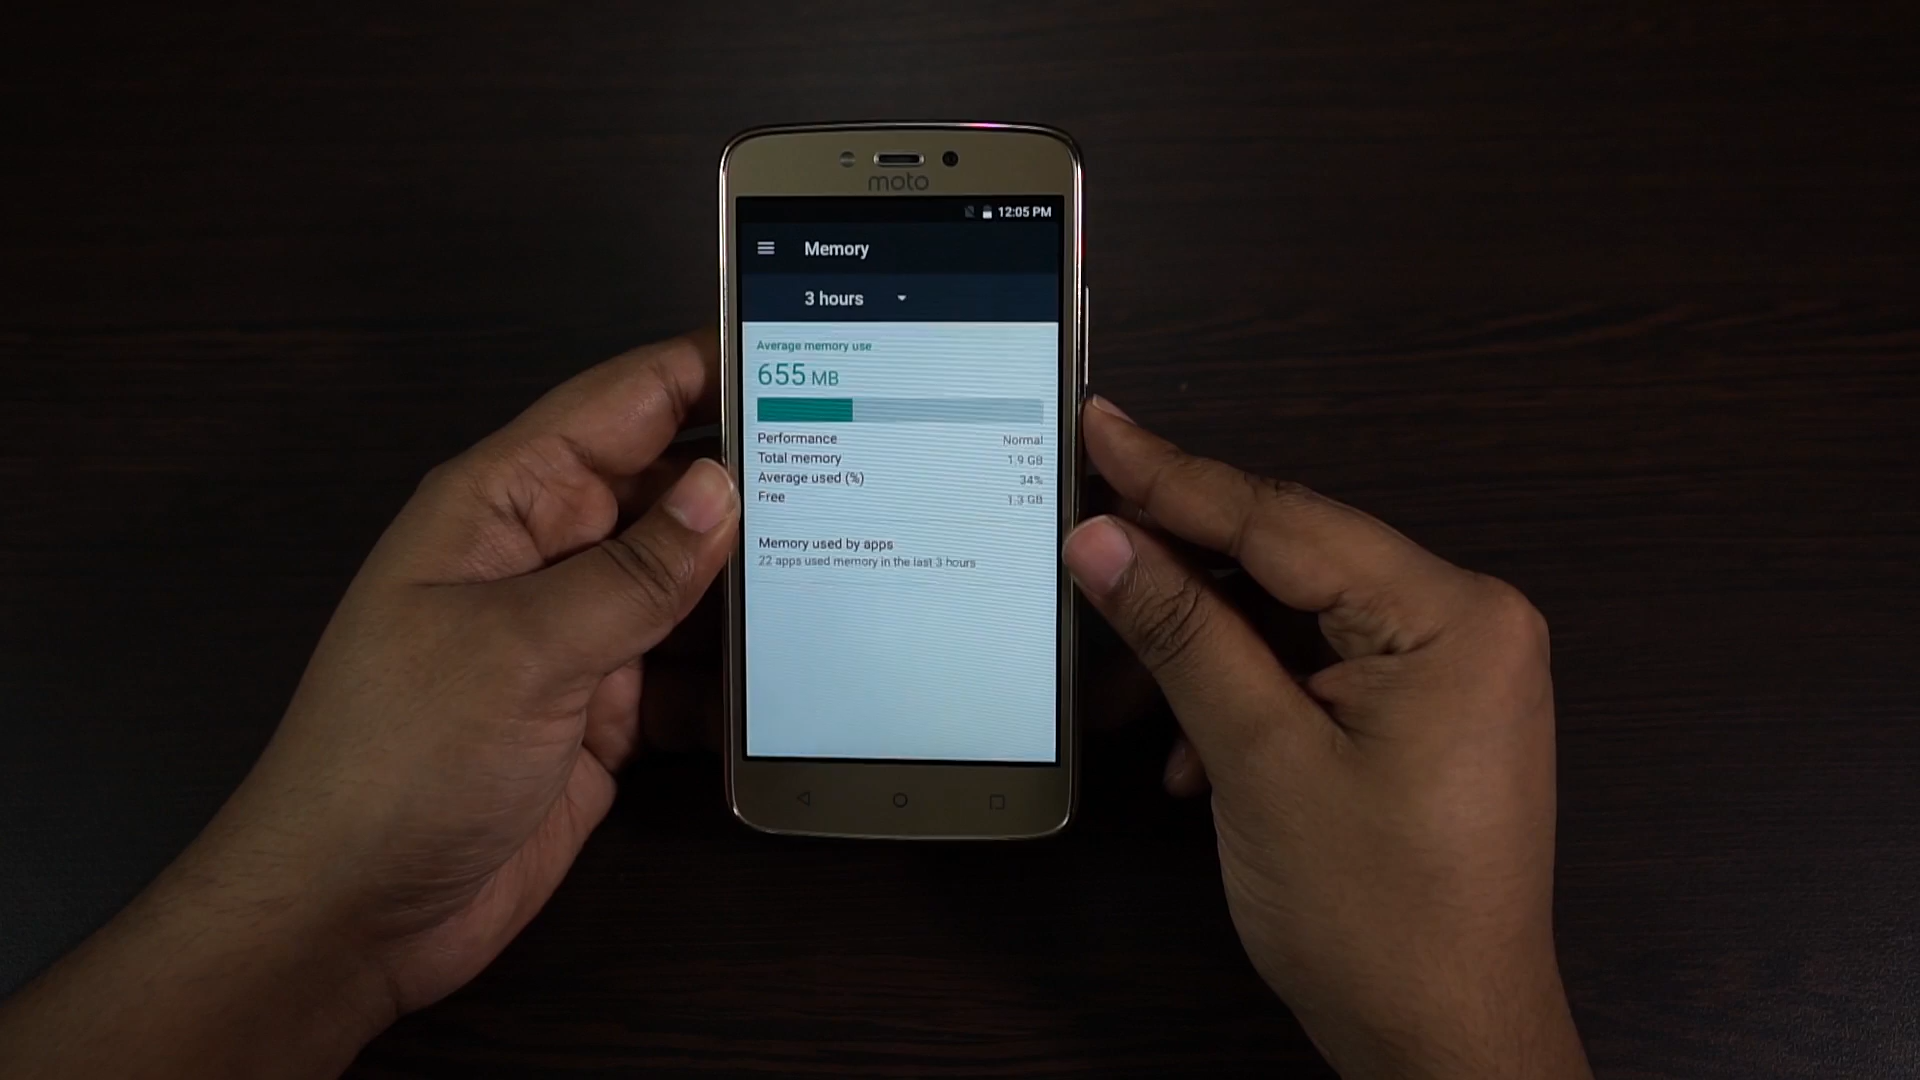 moto
12:05 PM
Memory
3 hours
Average memory use
655 MB
Performance Normal
Total memory 1.9 GB
Average used (%) 34%
Free 1.3 GB
Memory used by apps
22 apps used memory in the last 3 hours